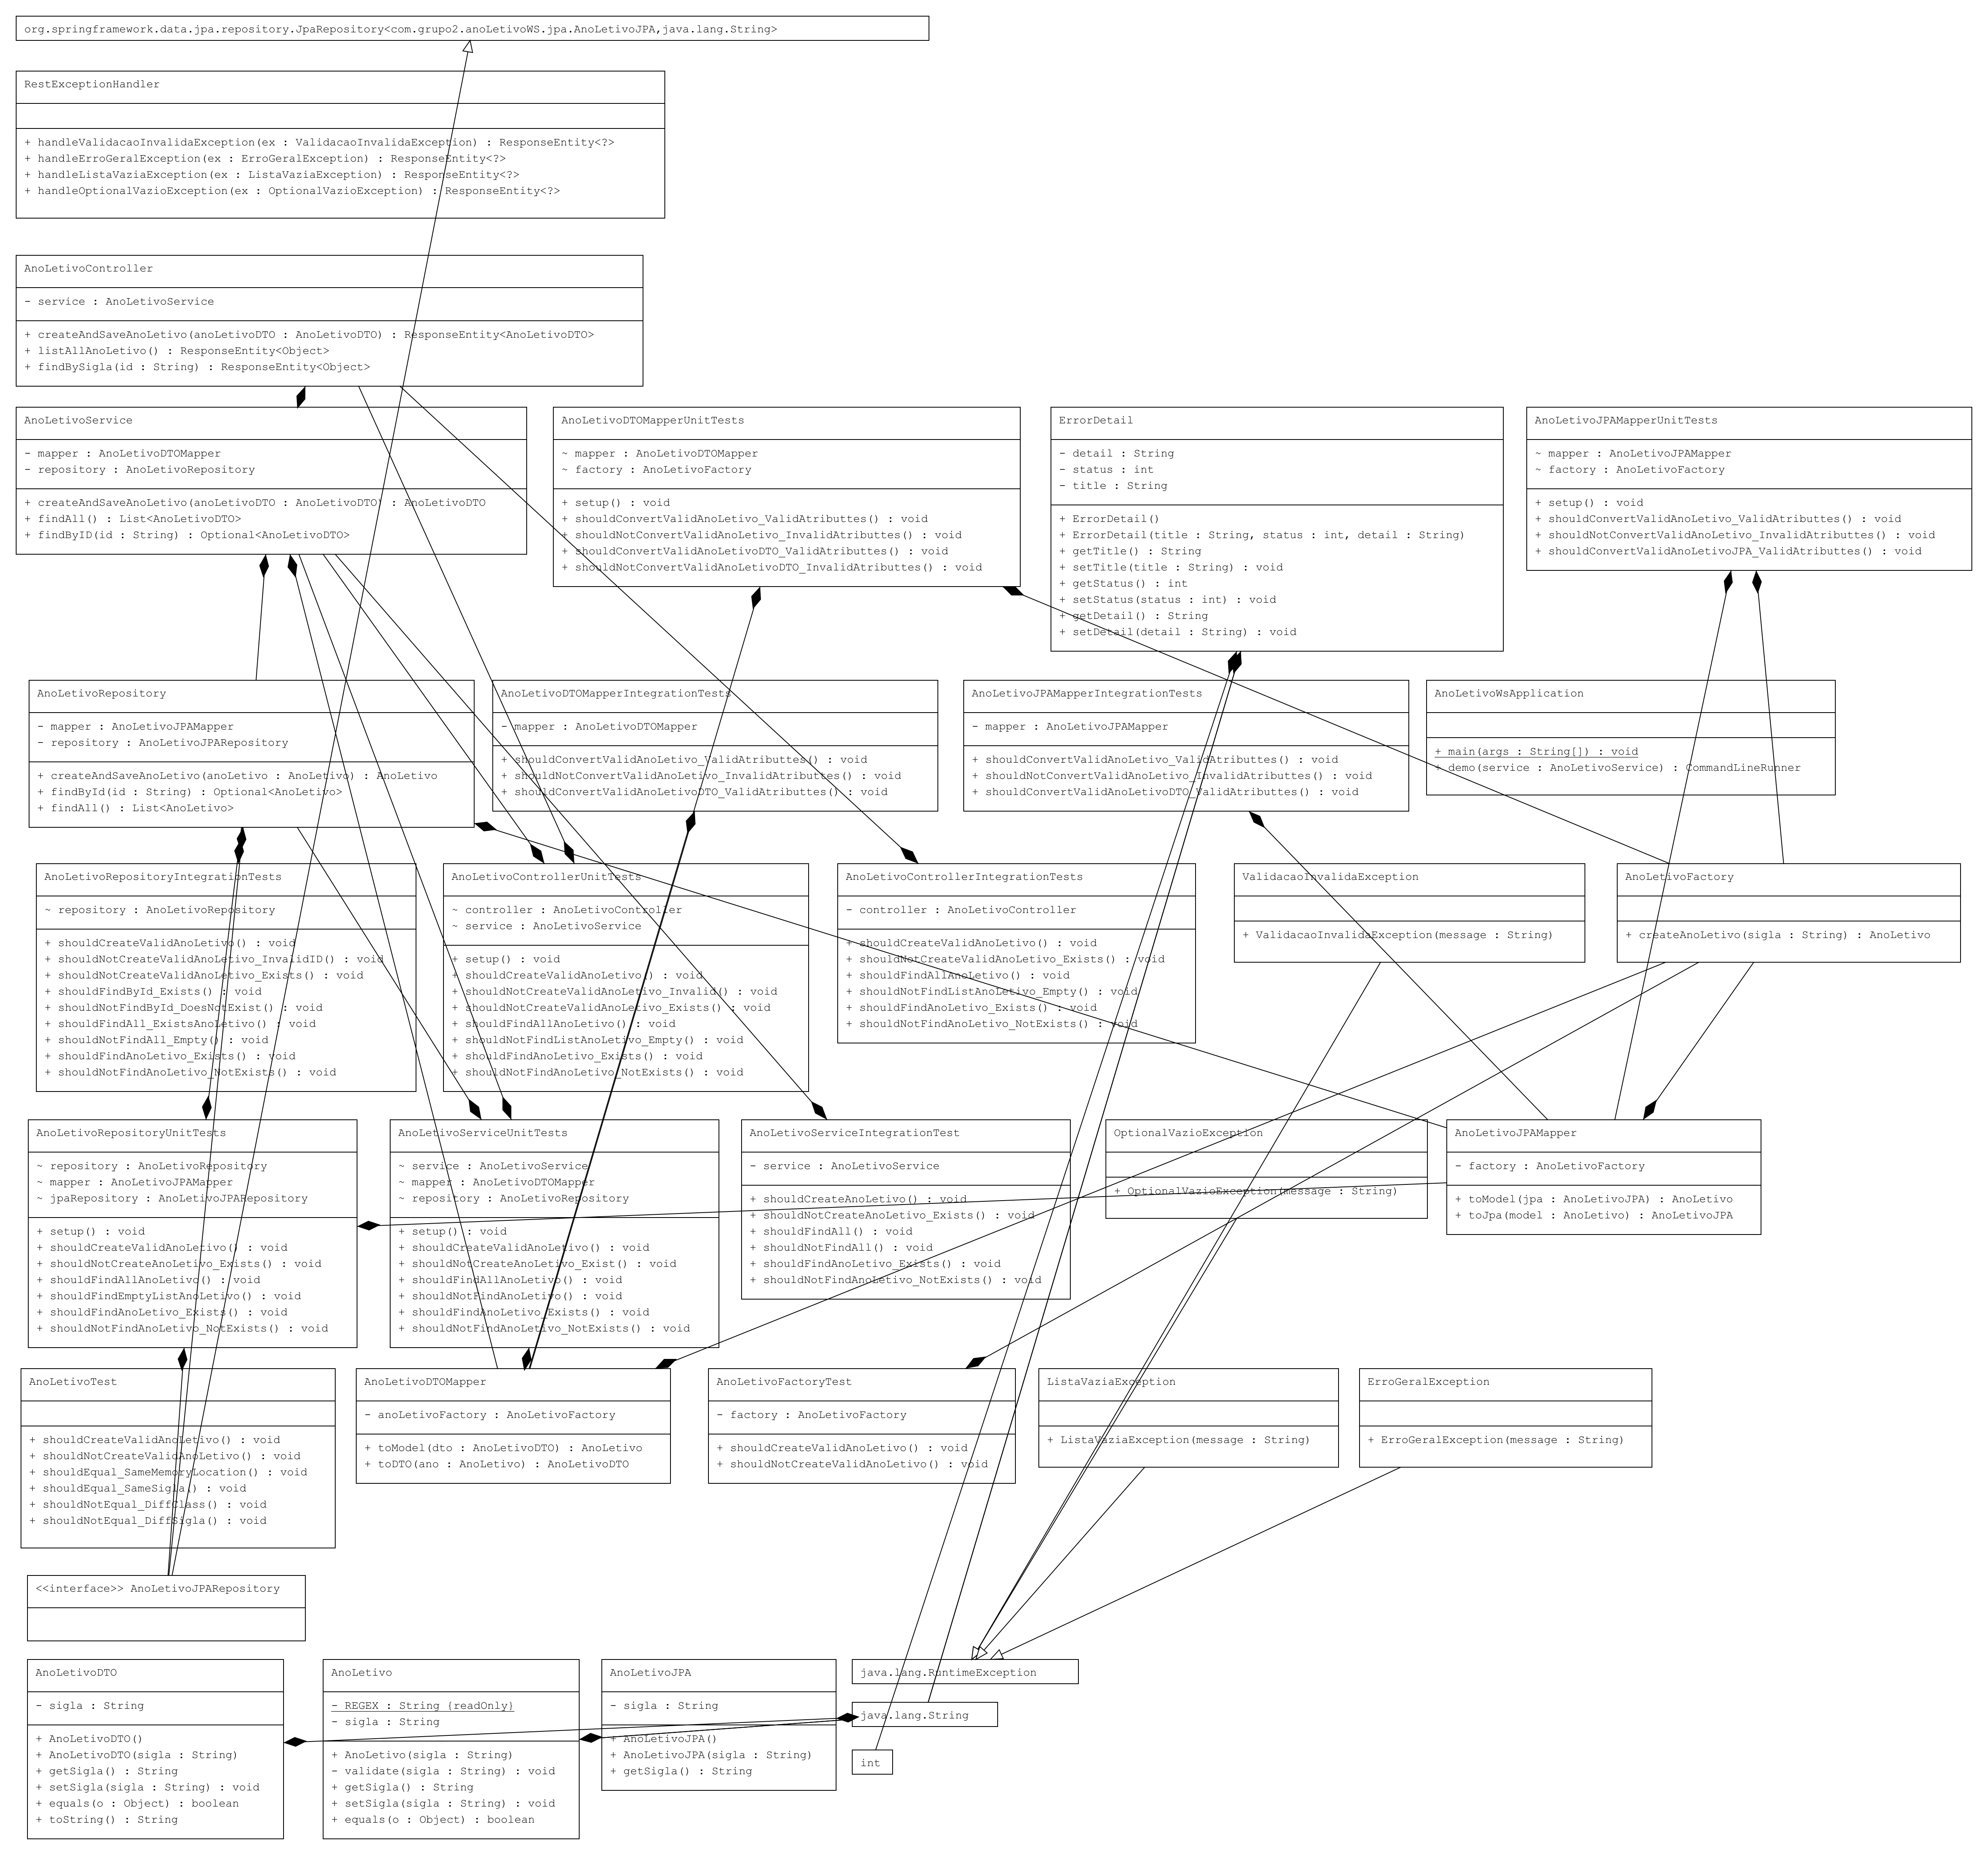 org.springframework.data.jpa.repository.JpaRepository<com.grupo2.anoLetivoWS.jpa.AnoLetivoJPA,java.lang.String>
RestExceptionHandler
+ handleValidacaoInvalidaException(ex : ValidacaoInvalidaException) : ResponseEntity<?>
+ handleErroGeralException(ex : ErroGeralException) : ResponseEntity<?>
+ handleListaVaziaException(ex : ListaVaziaException) : ResponseEntity<?>
+ handleOptionalVazioException(ex : OptionalVazioException) : ResponseEntity<?>
AnoLetivoController
- service : AnoLetivoService
+ createAndSaveAnoLetivo(anoLetivoDTO : AnoLetivoDTO) : ResponseEntity<AnoLetivoDTO>
+ listAllAnoLetivo() : ResponseEntity<Object>
+ findBySigla(id : String) : ResponseEntity<Object>
AnoLetivoService
- mapper : AnoLetivoDTOMapper
- repository : AnoLetivoRepository
+ createAndSaveAnoLetivo(anoLetivoDTO : AnoLetivoDTO) : AnoLetivoDTO
+ findAll() : List<AnoLetivoDTO>
+ findByID(id : String) : Optional<AnoLetivoDTO>
AnoLetivoDTOMapperUnitTests
~ mapper : AnoLetivoDTOMapper
~ factory : AnoLetivoFactory
+ setup() : void
+ shouldConvertValidAnoLetivo_ValidAtributtes() : void
+ shouldNotConvertValidAnoLetivo_InvalidAtributtes() : void
+ shouldConvertValidAnoLetivoDTO_ValidAtributtes() : void
+ shouldNotConvertValidAnoLetivoDTO_InvalidAtributtes() : void
ErrorDetail
- detail : String
- status : int
- title : String
+ ErrorDetail()
+ ErrorDetail(title : String, status : int, detail : String)
+ getTitle() : String
+ setTitle(title : String) : void
+ getStatus() : int
+ setStatus(status : int) : void
+ getDetail() : String
+ setDetail(detail : String) : void
AnoLetivoJPAMapperUnitTests
~ mapper : AnoLetivoJPAMapper
~ factory : AnoLetivoFactory
+ setup() : void
+ shouldConvertValidAnoLetivo_ValidAtributtes() : void
+ shouldNotConvertValidAnoLetivo_InvalidAtributtes() : void
+ shouldConvertValidAnoLetivoJPA_ValidAtributtes() : void
AnoLetivoRepository
- mapper : AnoLetivoJPAMapper
- repository : AnoLetivoJPARepository
+ createAndSaveAnoLetivo(anoLetivo : AnoLetivo) : AnoLetivo
+ findById(id : String) : Optional<AnoLetivo>
+ findAll() : List<AnoLetivo>
AnoLetivoDTOMapperIntegrationTests
- mapper : AnoLetivoDTOMapper
+ shouldConvertValidAnoLetivo_ValidAtributtes() : void
+ shouldNotConvertValidAnoLetivo_InvalidAtributtes() : void
+ shouldConvertValidAnoLetivoDTO_ValidAtributtes() : void
AnoLetivoJPAMapperIntegrationTests
- mapper : AnoLetivoJPAMapper
+ shouldConvertValidAnoLetivo_ValidAtributtes() : void
+ shouldNotConvertValidAnoLetivo_InvalidAtributtes() : void
+ shouldConvertValidAnoLetivoDTO_ValidAtributtes() : void
AnoLetivoWsApplication
+ main(args : String[]) : void
+ demo(service : AnoLetivoService) : CommandLineRunner
AnoLetivoRepositoryIntegrationTests
~ repository : AnoLetivoRepository
+ shouldCreateValidAnoLetivo() : void
+ shouldNotCreateValidAnoLetivo_InvalidID() : void
+ shouldNotCreateValidAnoLetivo_Exists() : void
+ shouldFindById_Exists() : void
+ shouldNotFindById_DoesNotExist() : void
+ shouldFindAll_ExistsAnoLetivo() : void
+ shouldNotFindAll_Empty() : void
+ shouldFindAnoLetivo_Exists() : void
+ shouldNotFindAnoLetivo_NotExists() : void
AnoLetivoControllerUnitTests
~ controller : AnoLetivoController
~ service : AnoLetivoService
+ setup() : void
+ shouldCreateValidAnoLetivo() : void
+ shouldNotCreateValidAnoLetivo_Invalid() : void
+ shouldNotCreateValidAnoLetivo_Exists() : void
+ shouldFindAllAnoLetivo() : void
+ shouldNotFindListAnoLetivo_Empty() : void
+ shouldFindAnoLetivo_Exists() : void
+ shouldNotFindAnoLetivo_NotExists() : void
AnoLetivoControllerIntegrationTests
- controller : AnoLetivoController
+ shouldCreateValidAnoLetivo() : void
+ shouldNotCreateValidAnoLetivo_Exists() : void
+ shouldFindAllAnoLetivo() : void
+ shouldNotFindListAnoLetivo_Empty() : void
+ shouldFindAnoLetivo_Exists() : void
+ shouldNotFindAnoLetivo_NotExists() : void
ValidacaoInvalidaException
+ ValidacaoInvalidaException(message : String)
AnoLetivoFactory
+ createAnoLetivo(sigla : String) : AnoLetivo
AnoLetivoRepositoryUnitTests
~ repository : AnoLetivoRepository
~ mapper : AnoLetivoJPAMapper
~ jpaRepository : AnoLetivoJPARepository
+ setup() : void
+ shouldCreateValidAnoLetivo() : void
+ shouldNotCreateAnoLetivo_Exists() : void
+ shouldFindAllAnoLetivo() : void
+ shouldFindEmptyListAnoLetivo() : void
+ shouldFindAnoLetivo_Exists() : void
+ shouldNotFindAnoLetivo_NotExists() : void
AnoLetivoServiceUnitTests
~ service : AnoLetivoService
~ mapper : AnoLetivoDTOMapper
~ repository : AnoLetivoRepository
+ setup() : void
+ shouldCreateValidAnoLetivo() : void
+ shouldNotCreateAnoLetivo_Exist() : void
+ shouldFindAllAnoLetivo() : void
+ shouldNotFindAnoLetivo() : void
+ shouldFindAnoLetivo_Exists() : void
+ shouldNotFindAnoLetivo_NotExists() : void
AnoLetivoServiceIntegrationTest
- service : AnoLetivoService
+ shouldCreateAnoLetivo() : void
+ shouldNotCreateAnoLetivo_Exists() : void
+ shouldFindAll() : void
+ shouldNotFindAll() : void
+ shouldFindAnoLetivo_Exists() : void
+ shouldNotFindAnoLetivo_NotExists() : void
OptionalVazioException
+ OptionalVazioException(message : String)
AnoLetivoJPAMapper
- factory : AnoLetivoFactory
+ toModel(jpa : AnoLetivoJPA) : AnoLetivo
+ toJpa(model : AnoLetivo) : AnoLetivoJPA
AnoLetivoTest
+ shouldCreateValidAnoLetivo() : void
+ shouldNotCreateValidAnoLetivo() : void
+ shouldEqual_SameMemoryLocation() : void
+ shouldEqual_SameSigla() : void
+ shouldNotEqual_DiffClass() : void
+ shouldNotEqual_DiffSigla() : void
AnoLetivoDTOMapper
- anoLetivoFactory : AnoLetivoFactory
+ toModel(dto : AnoLetivoDTO) : AnoLetivo
+ toDTO(ano : AnoLetivo) : AnoLetivoDTO
AnoLetivoFactoryTest
- factory : AnoLetivoFactory
+ shouldCreateValidAnoLetivo() : void
+ shouldNotCreateValidAnoLetivo() : void
ListaVaziaException
+ ListaVaziaException(message : String)
ErroGeralException
+ ErroGeralException(message : String)
<<interface>> AnoLetivoJPARepository
AnoLetivoDTO
- sigla : String
+ AnoLetivoDTO()
+ AnoLetivoDTO(sigla : String)
+ getSigla() : String
+ setSigla(sigla : String) : void
+ equals(o : Object) : boolean
+ toString() : String
AnoLetivo
- REGEX : String {readOnly}
- sigla : String
+ AnoLetivo(sigla : String)
- validate(sigla : String) : void
+ getSigla() : String
+ setSigla(sigla : String) : void
+ equals(o : Object) : boolean
AnoLetivoJPA
- sigla : String
+ AnoLetivoJPA()
+ AnoLetivoJPA(sigla : String)
+ getSigla() : String
java.lang.RuntimeException
java.lang.String
int